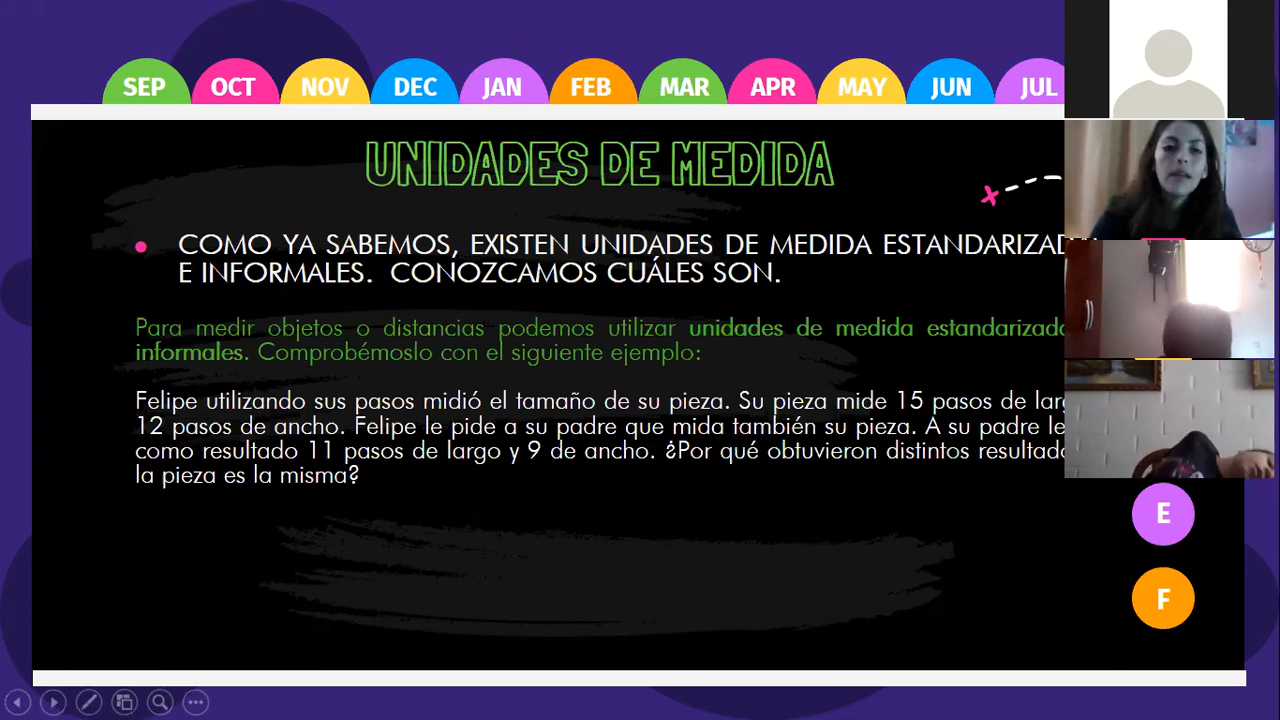 SEP OCT NOV DEC JAN FEB MAR APR MAY JUN JUL
UNIDADES DE MEDIDA
COMO YA SABEMOS, EXISTEN UNIDADES DE MEDIDA
E INFORMALES. CONOZCAMOS CUÁLES SON.
Para medir objetos o distancias podemos utilizar unidades de medida
informales. Comprobémoslo con el siguiente ejemplo:
Felipe utilizando sus pasos midió el tamaño de su pieza. Su pieza mide 15 pasos de
12 pasos de ancho. Felipe le pide a su padre que mida también su pieza. A su padre
como resultado 11 pasos de largo y 9 de ancho. ¿Por qué obtuvieron distintos
la pieza es la misma?
E
F